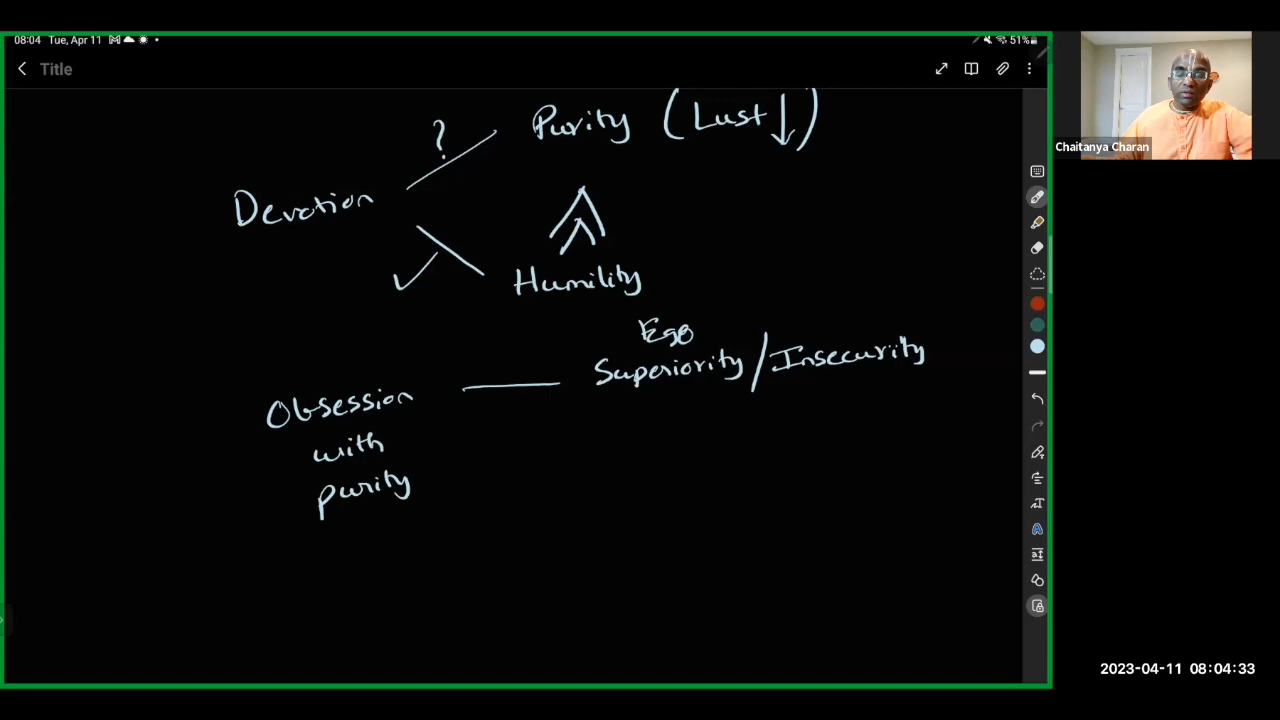 08:04 Tue, Apr 11
51%
Title
? Purity (Lust ↓)
Devotion
✓ Humility
Ego
Superiority / Insecurity
Obsession
with
purity
Chaitanya Charan
2023-04-11 08:04:33